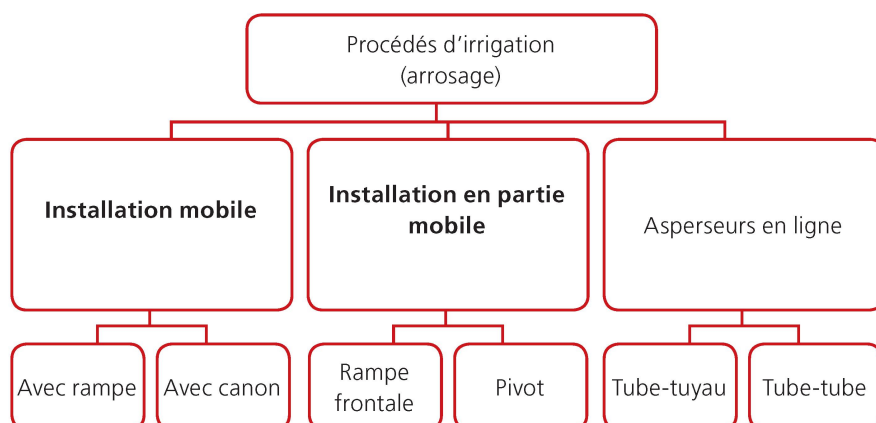 Procédés d’irrigation
(arrosage)
Installation mobile
Installation en partie
mobile
Asperseurs en ligne
Avec rampe
Avec canon
Rampe
frontale
Pivot
Tube-tuyau
Tube-tube